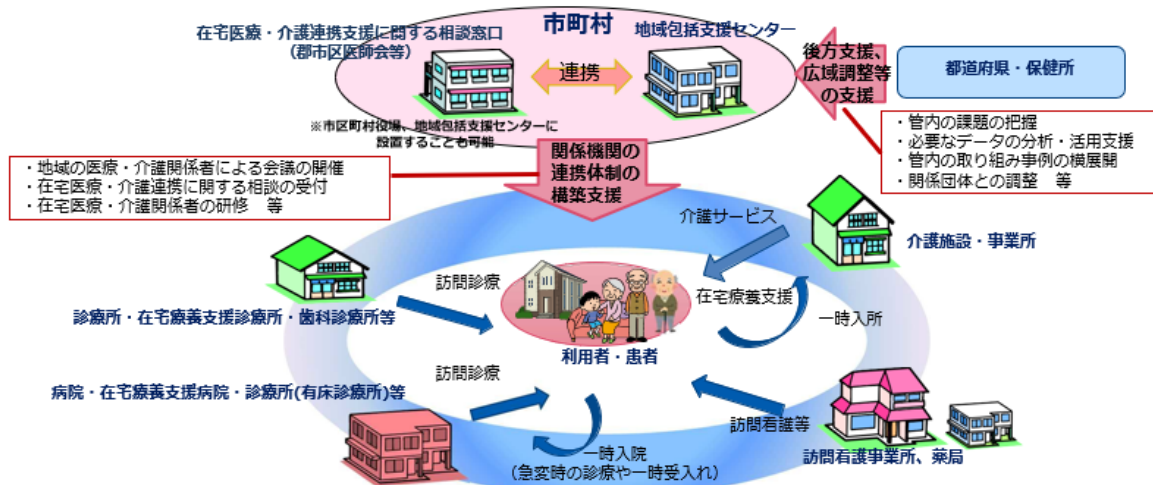 市町村
在宅医療・介護連携支援に関する相談窓口
（郡市区医師会等）
地域包括支援センター
連携
※市区町村役場、地域包括支援センターに
設置することも可能
後方支援、
広域調整等
の支援
都道府県・保健所
・管内の課題の把握
・必要なデータの分析・活用支援
・管内の取り組み事例の横展開
・関係団体との調整　等
・地域の医療・介護関係者による会議の開催
・在宅医療・介護連携に関する相談の受付
・在宅医療・介護関係者の研修　等
関係機関の
連携体制の
構築支援
介護サービス
介護施設・事業所
訪問診療
在宅療養支援
一時入所
診療所・在宅療養支援診療所・歯科診療所等
利用者・患者
訪問診療
病院・在宅療養支援病院・診療所(有床診療所)等
訪問看護等
一時入院
（急変時の診療や一時受入れ）
訪問看護事業所、薬局